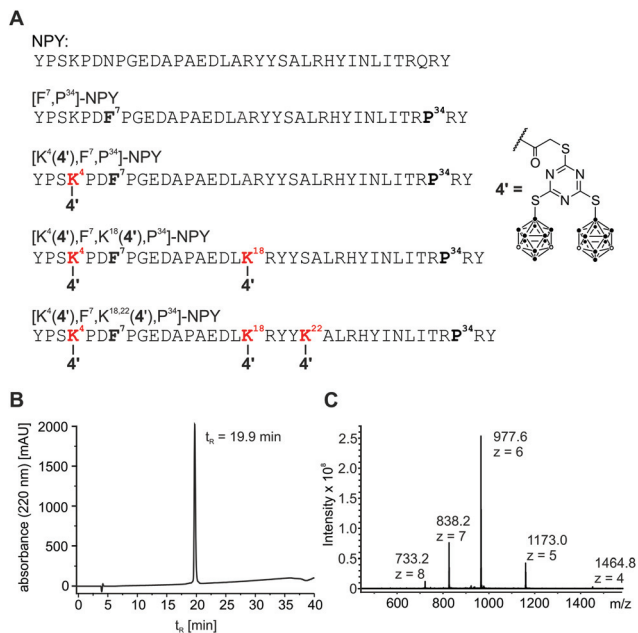 A
NPY:
YPSKPDNPGEDAPAEDLARYYSALRHYINLITRQRY
[F⁷,P³⁴]-NPY
YPSKPDF⁷PGEDAPAEDLARYYSALRHYINLITRP³⁴RY
[K⁴(4'),F⁷,P³⁴]-NPY
YPSK⁴PDF⁷PGEDAPAEDLARYYSALRHYINLITRP³⁴RY
4'
[K⁴(4'),F⁷,K¹⁸(4'),P³⁴]-NPY
YPSK⁴PDF⁷PGEDAPAEDLK¹⁸RYYSALRHYINLITRP³⁴RY
4' 4'
[K⁴(4'),F⁷,K¹⁸,²²(4'),P³⁴]-NPY
YPSK⁴PDF⁷PGEDAPAEDLK¹⁸RYYK²²ALRHYINLITRP³⁴RY
4' 4' 4'
4' =
S
O
N N
N
S S
B
absorbance (220 nm) [mAU]
2000
1500
1000
500
0
tR = 19.9 min
0 5 10 15 20 25 30 35 40
tR [min]
C
Intensity x 10⁸
2.5
2.0
1.5
1.0
0.5
0
977.6
z = 6
838.2
z = 7
1173.0
z = 5
733.2
z = 8
1464.8
z = 4
600 800 1000 1200 1400 m/z